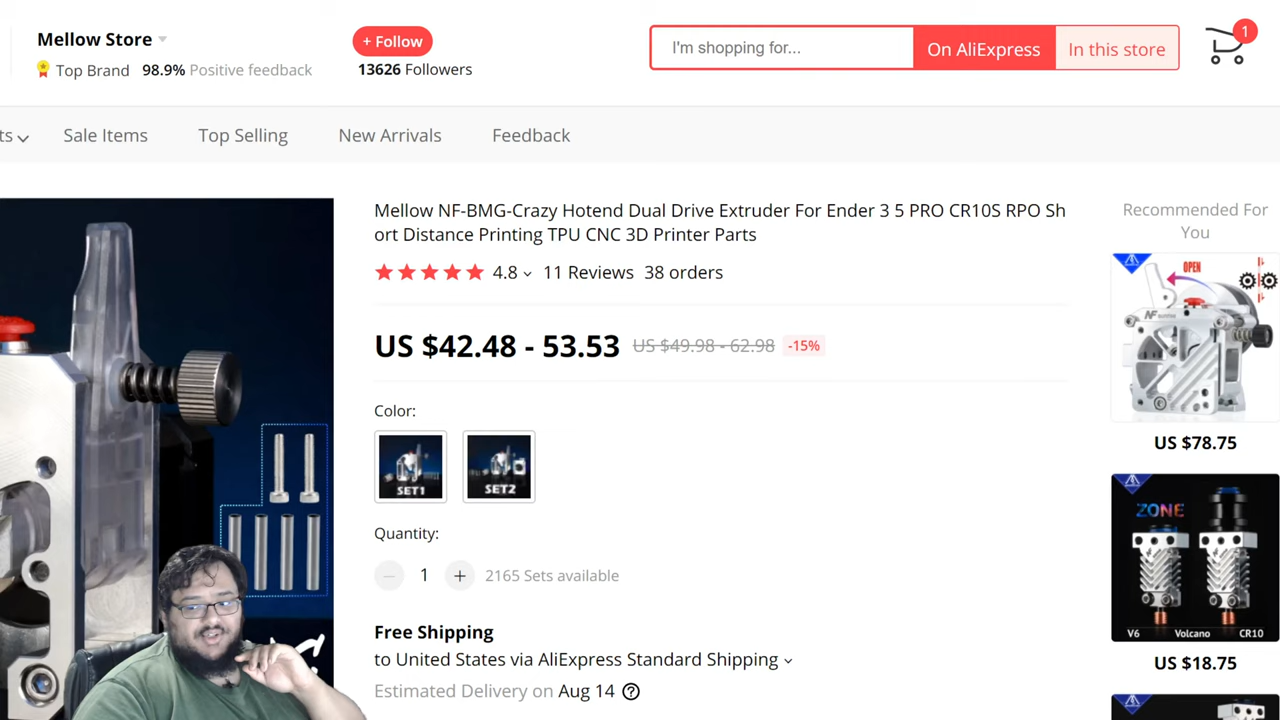 Mellow Store
+ Follow
I'm shopping for...
On AliExpress
In this store
1
Top Brand 98.9% Positive feedback
13626 Followers
ts
Sale Items
Top Selling
New Arrivals
Feedback
Mellow NF-BMG-Crazy Hotend Dual Drive Extruder For Ender 3 5 PRO CR10S RPO Sh
ort Distance Printing TPU CNC 3D Printer Parts
4.8
11 Reviews
38 orders
US $42.48 - 53.53
US $49.98 - 62.98
-15%
Color:
SET1
SET2
Quantity:
1
+
2165 Sets available
Free Shipping
to United States via AliExpress Standard Shipping
Estimated Delivery on Aug 14
Recommended For
You
OPEN
NF
US $78.75
ZONE
V6
Volcano
CR10
US $18.75